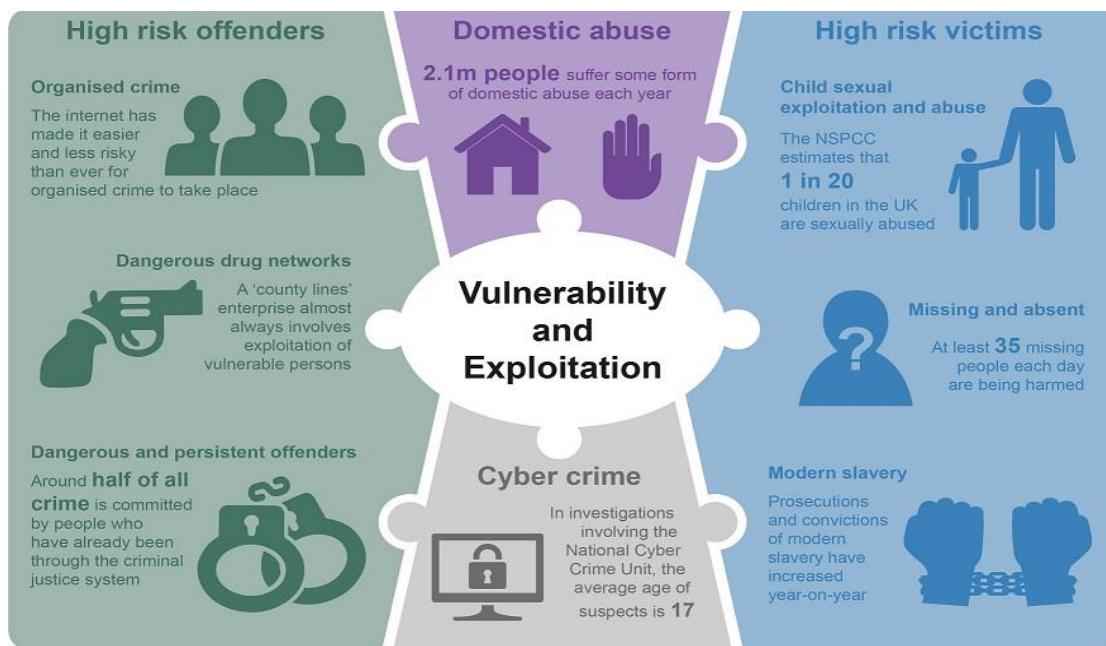 High risk offenders
Organised crime
The internet has
made it easier
and less risky
than ever for
organised crime to take place
Dangerous drug networks
A ‘county lines’
enterprise almost
always involves
exploitation of
vulnerable persons
Dangerous and persistent offenders
Around half of all
crime is committed
by people who
have already been
through the criminal
justice system
Domestic abuse
2.1m people suffer some form
of domestic abuse each year
Vulnerability
and
Exploitation
?
Cyber crime
In investigations
involving the
National Cyber
Crime Unit, the
average age of
suspects is 17
High risk victims
Child sexual
exploitation and abuse
The NSPCC
estimates that
1 in 20
children in the UK
are sexually abused
Missing and absent
At least 35 missing
people each day
are being harmed
Modern slavery
Prosecutions
and convictions
of modern
slavery have
increased
year-on-year